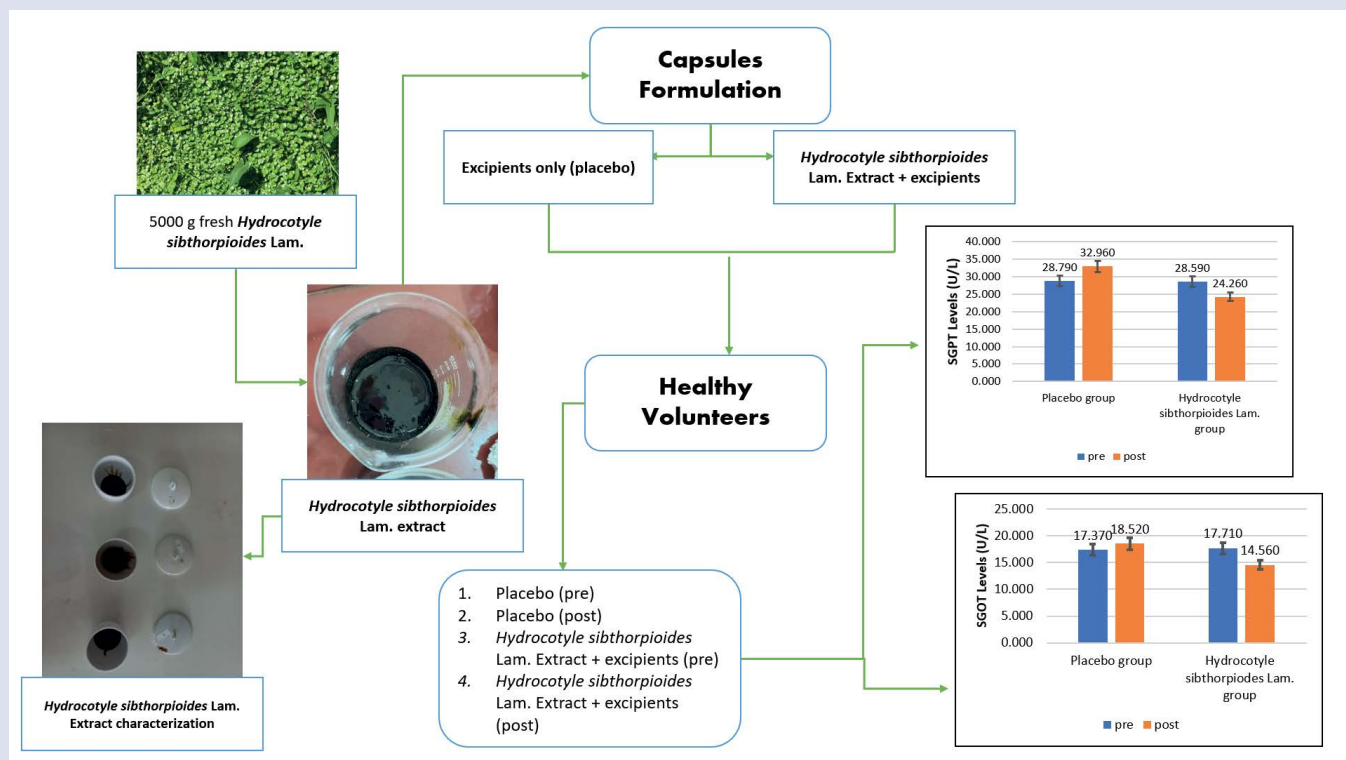 Capsules
Formulation
Excipients only (placebo)
Hydrocotyle sibthorpioides
Lam. Extract + excipients
5000 g fresh Hydrocotyle
sibthorpioides Lam.
Hydrocotyle sibthorpioides
Lam. extract
Hydrocotyle sibthorpioides Lam.
Extract characterization
Healthy
Volunteers
1. Placebo (pre)
2. Placebo (post)
3. Hydrocotyle sibthorpioides
Lam. Extract + excipients (pre)
4. Hydrocotyle sibthorpioides
Lam. Extract + excipients
(post)
SGPT Levels (U/L)
40.000
35.000
30.000
25.000
20.000
15.000
10.000
5.000
0.000
28.790
32.960
28.590
24.260
Placebo group
Hydrocotyle
sibthorpioides Lam.
group
pre post
SGOT Levels (U/L)
25.000
20.000
15.000
10.000
5.000
0.000
17.370
18.520
17.710
14.560
Placebo group
Hydrocotyle
sibthorpiodes Lam.
group
pre post